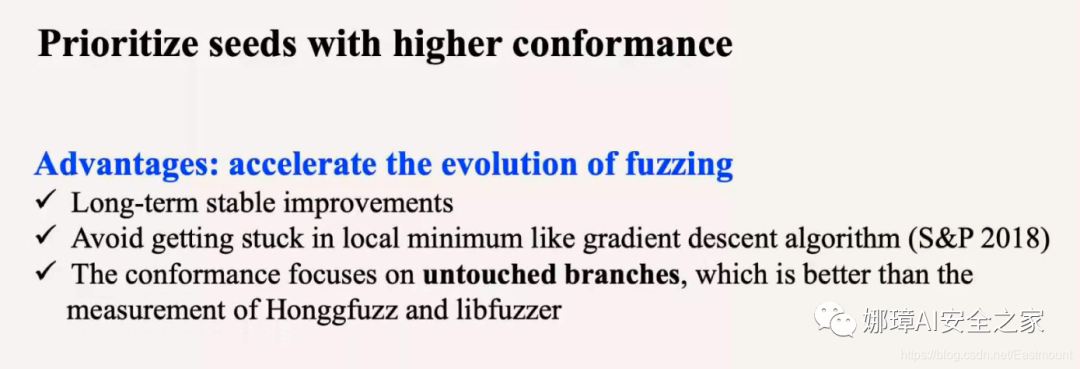 Prioritize seeds with higher conformance
Advantages: accelerate the evolution of fuzzing
✓ Long-term stable improvements
✓ Avoid getting stuck in local minimum like gradient descent algorithm (S&P 2018)
✓ The conformance focuses on untouched branches, which is better than the
measurement of Honggfuzz and libfuzzer
娜璋AI安全之家
https://blog.csdn.net/Eastmount